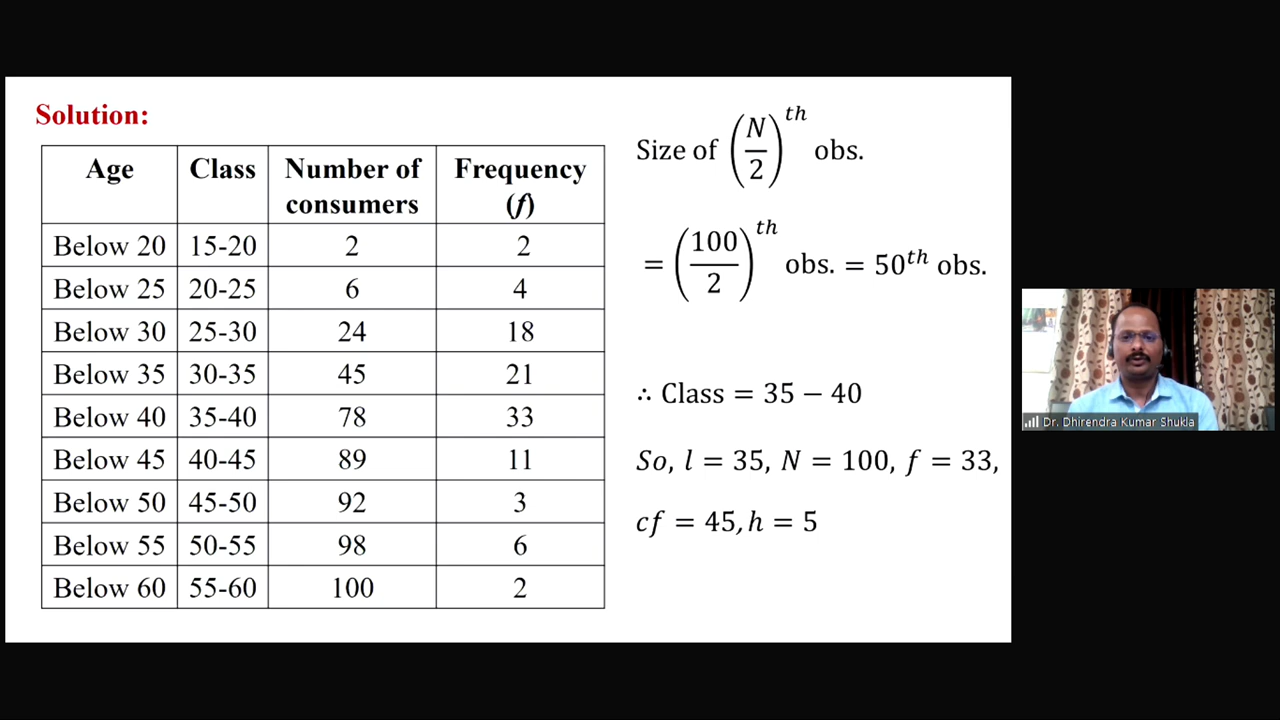 Solution:
Age Class Number of consumers Frequency (f)
Below 20 15-20 2 2
Below 25 20-25 6 4
Below 30 25-30 24 18
Below 35 30-35 45 21
Below 40 35-40 78 33
Below 45 40-45 89 11
Below 50 45-50 92 3
Below 55 50-55 98 6
Below 60 55-60 100 2
Size of (N/2)^th obs.
= (100/2)^th obs. = 50^th obs.
∴ Class = 35 − 40
So, l = 35, N = 100, f = 33,
cf = 45, h = 5
Dr. Dhirendra Kumar Shukla